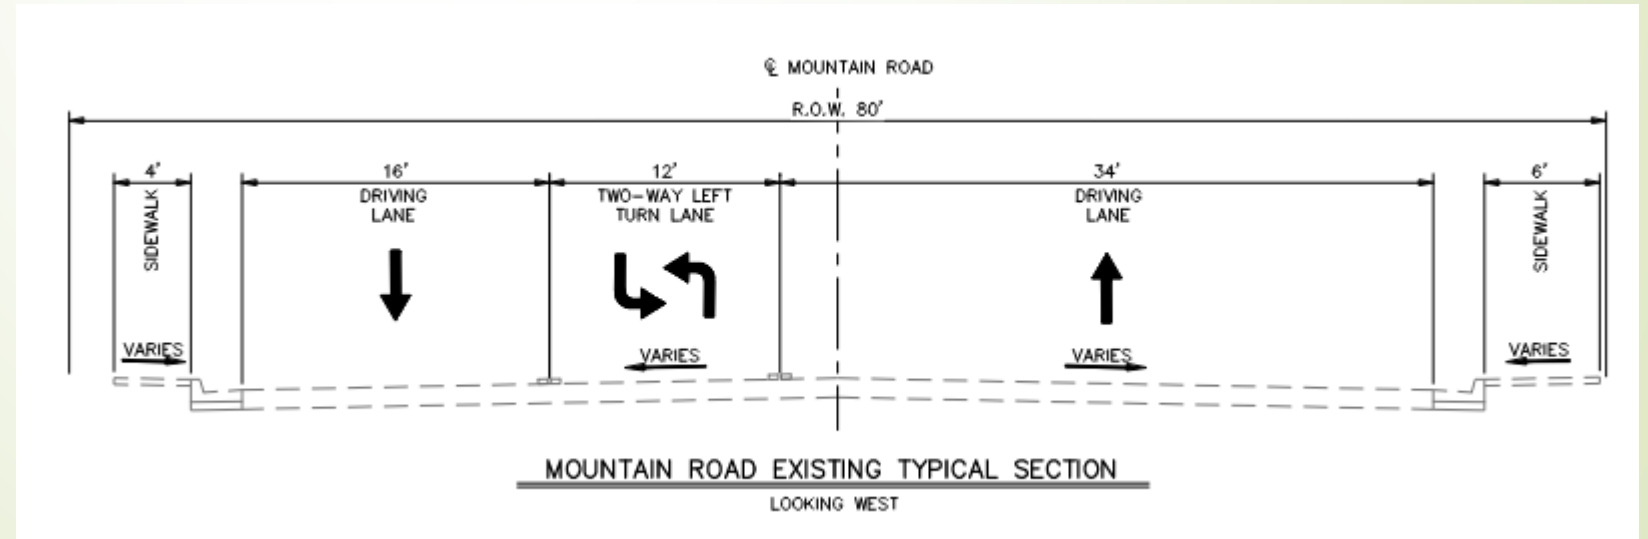 ℄ MOUNTAIN ROAD
R.O.W. 80'
4'
16'
12'
34'
6'
SIDEWALK
DRIVING
LANE
TWO-WAY LEFT
TURN LANE
DRIVING
LANE
SIDEWALK
VARIES
VARIES
VARIES
VARIES
MOUNTAIN ROAD EXISTING TYPICAL SECTION
LOOKING WEST